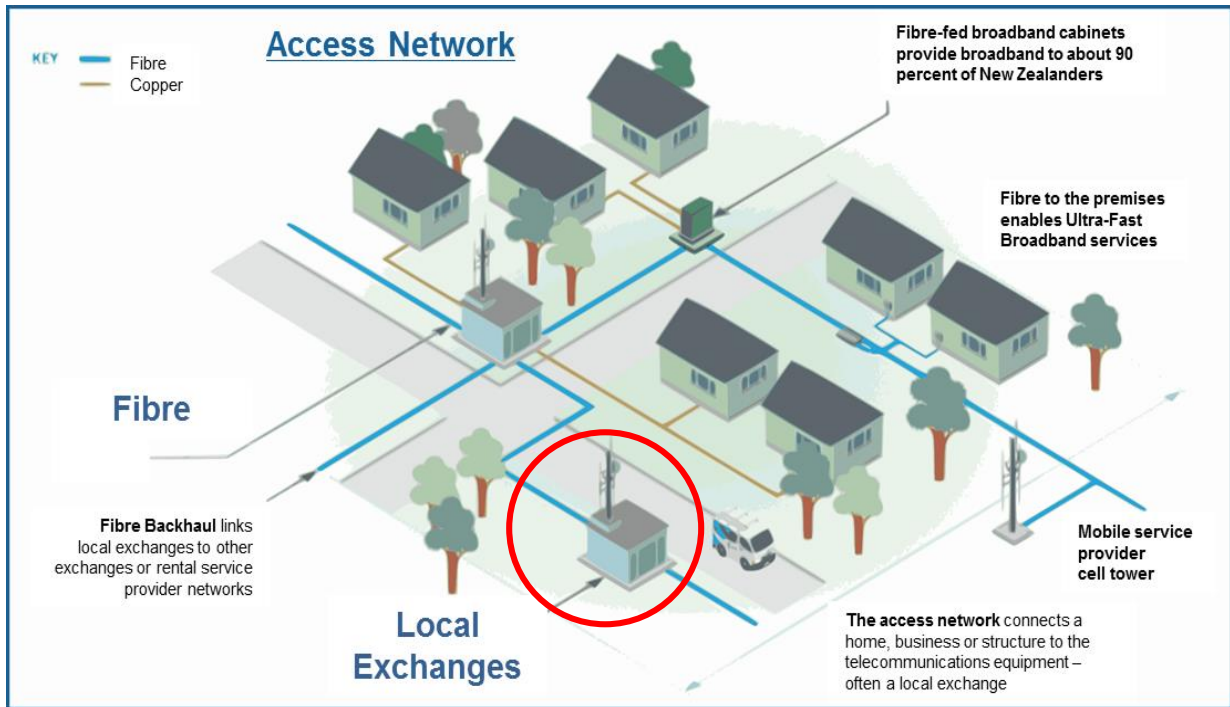 Access Network
KEY
Fibre
Copper
Fibre-fed broadband cabinets
provide broadband to about 90
percent of New Zealanders
Fibre to the premises
enables Ultra-Fast
Broadband services
Fibre
Fibre Backhaul links
local exchanges to other
exchanges or rental service
provider networks
Local
Exchanges
Mobile service
provider
cell tower
The access network connects a
home, business or structure to the
telecommunications equipment –
often a local exchange